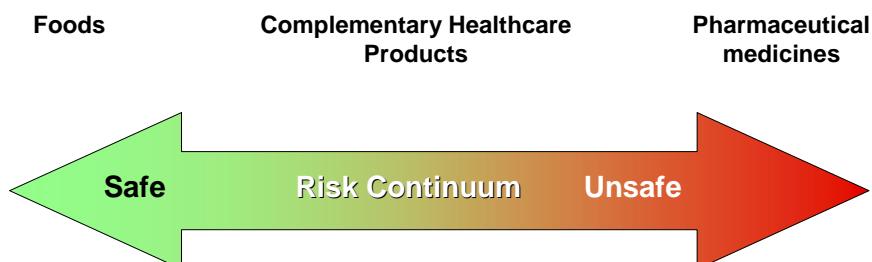 Foods
Complementary Healthcare
Products
Pharmaceutical
medicines
Safe
Risk Continuum
Unsafe